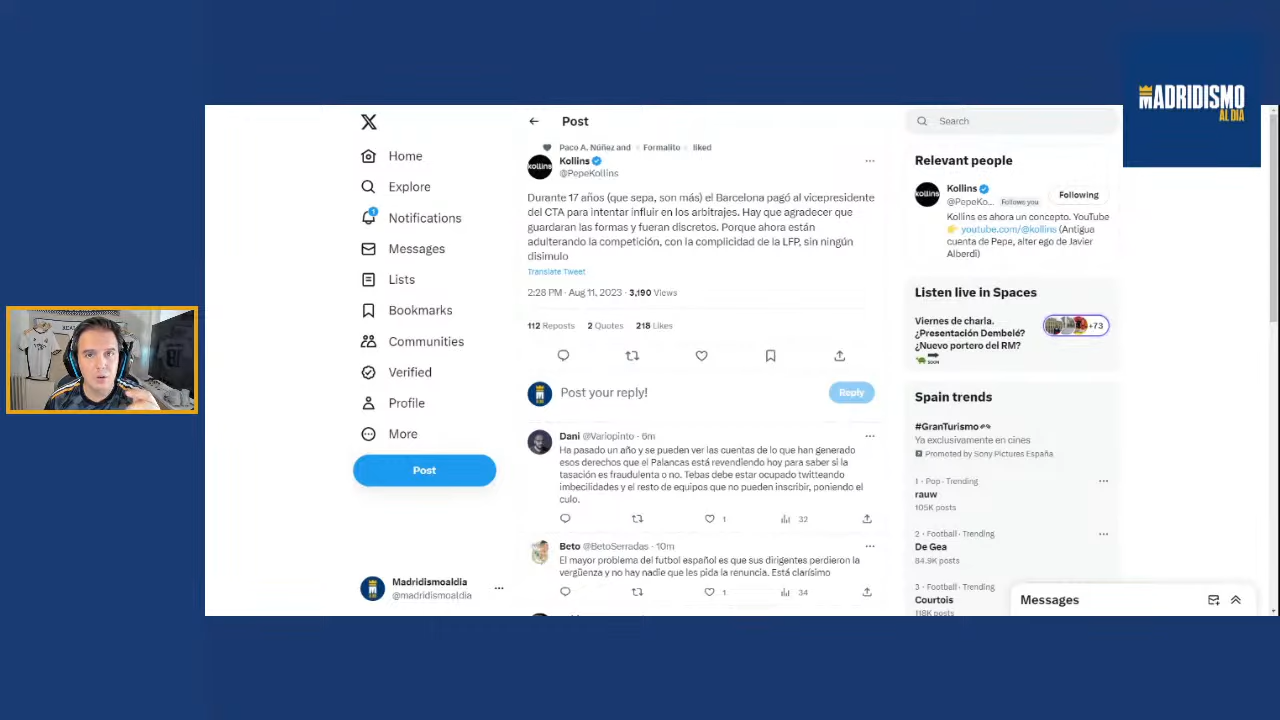 MADRIDISMO
AL DIA
Home
Explore
Notifications
Messages
Lists
Bookmarks
Communities
Verified
Profile
More
Post
Madridismoaldia
@madridismoaldia
Post
Paco A. Núñez and Formalito liked
kollins
Kollins
@PepeKollins
Durante 17 años (que sepa, son más) el Barcelona pagó al vicepresidente
del CTA para intentar influir en los arbitrajes. Hay que agradecer que
guardaran las formas y fueran discretos. Porque ahora están
adulterando la competición, con la complicidad de la LFP, sin ningún
disimulo
Translate Tweet
2:28 PM · Aug 11, 2023 · 3,190 Views
112 Reposts 2 Quotes 218 Likes
Post your reply!
Reply
Dani @Variopinto · 6m
Ha pasado un año y se pueden ver las cuentas de lo que han generado
esos derechos que el Palancas está revendiendo hoy para saber si la
tasación es fraudulenta o no. Tebas debe estar ocupado twitteando
imbecilidades y el resto de equipos que no pueden inscribir, poniendo el
culo.
1 32
Beto @BetoSerradas · 10m
El mayor problema del futbol español es que sus dirigentes perdieron la
vergüenza y no hay nadie que les pida la renuncia. Está clarísimo
1 34
Search
Relevant people
kollins
Kollins
@PepeKo... Follows you
Following
Kollins es ahora un concepto. YouTube
youtube.com/@kollins (Antigua
cuenta de Pepe, alter ego de Javier
Alberdi)
Listen live in Spaces
Viernes de charla.
¿Presentación Dembelé?
¿Nuevo portero del RM?
SOON
+73
Spain trends
#GranTurismo
Ya exclusivamente en cines
Promoted by Sony Pictures España
1 · Pop · Trending
rauw
105K posts
2 · Football · Trending
De Gea
84.9K posts
3 · Football · Trending
Courtois
118K posts
Messages